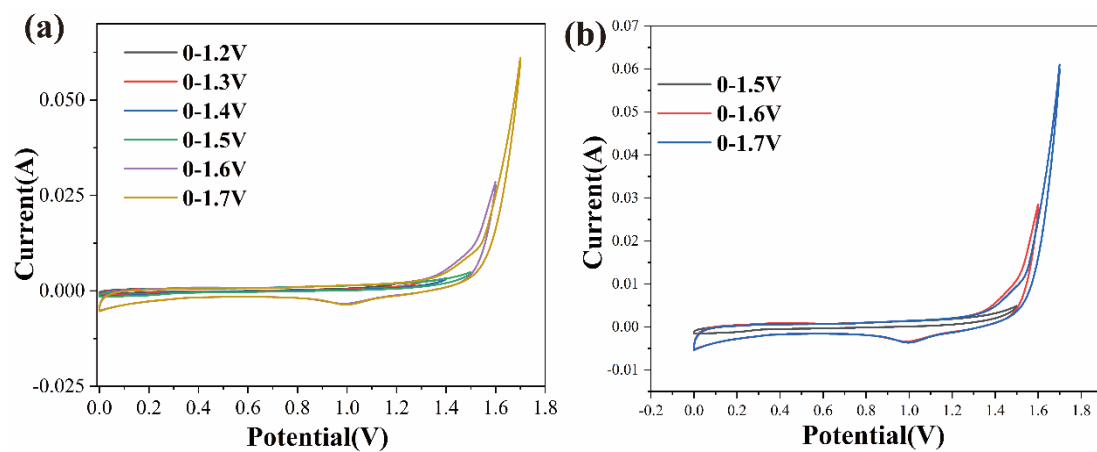 (a)
0-1.2V
0-1.3V
0-1.4V
0-1.5V
0-1.6V
0-1.7V
0.050
0.025
0.000
-0.025
Current(A)
0.0 0.2 0.4 0.6 0.8 1.0 1.2 1.4 1.6 1.8
Potential(V)
(b)
0-1.5V
0-1.6V
0-1.7V
0.07
0.06
0.05
0.04
0.03
0.02
0.01
0.00
-0.01
Current(A)
-0.2 0.0 0.2 0.4 0.6 0.8 1.0 1.2 1.4 1.6 1.8
Potential(V)